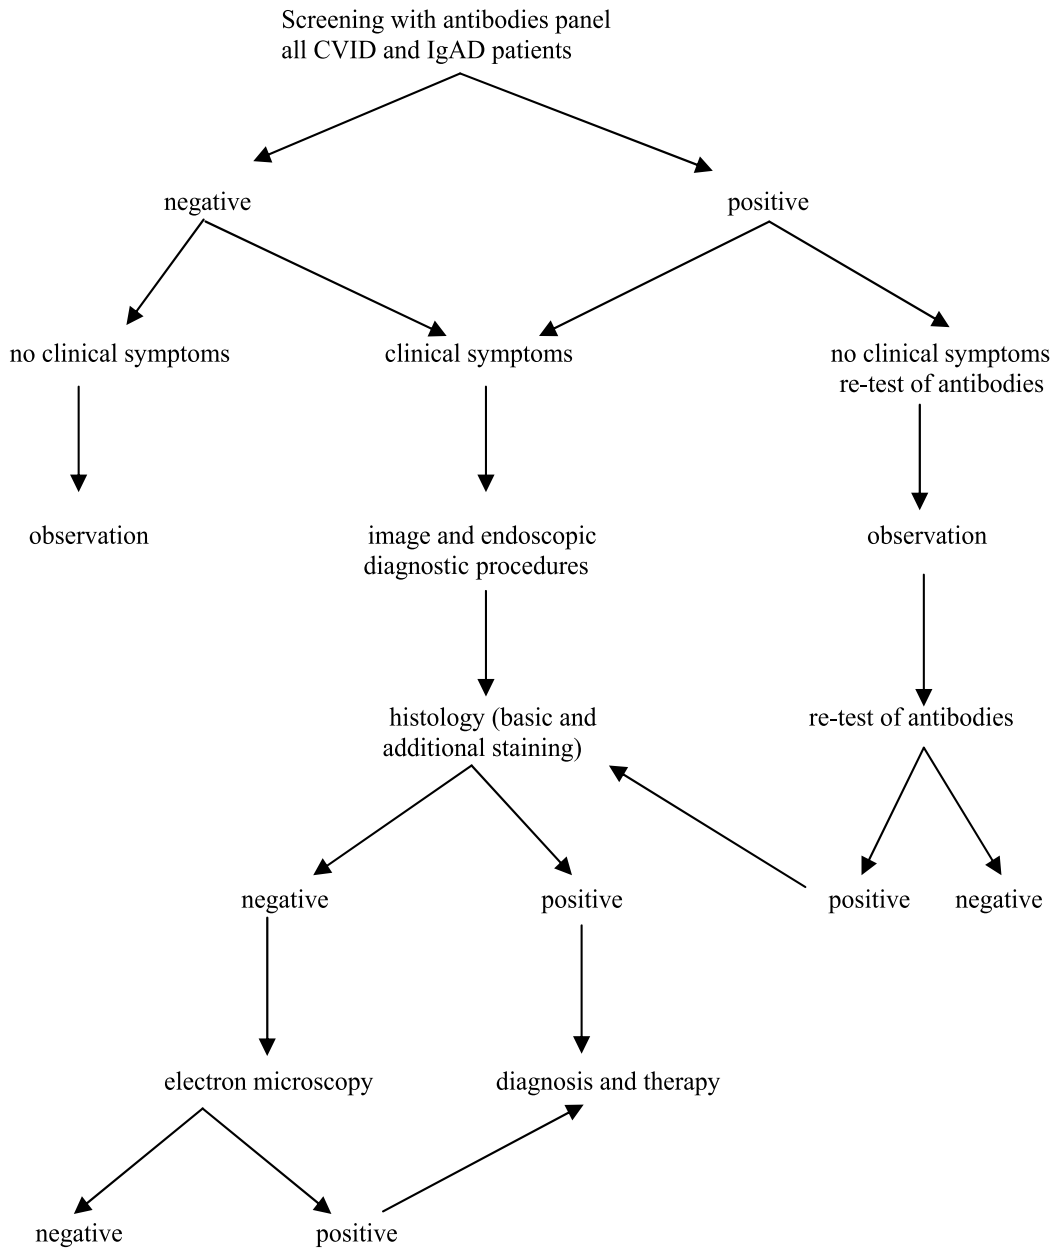 Screening with antibodies panel
all CVID and IgAD patients
negative
positive
no clinical symptoms
clinical symptoms
no clinical symptoms
re-test of antibodies
observation
image and endoscopic
diagnostic procedures
observation
histology (basic and
additional staining)
re-test of antibodies
negative
positive
positive
negative
electron microscopy
diagnosis and therapy
negative
positive